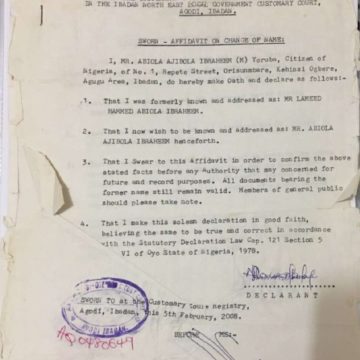 IN THE IBADAN NORTH EAST LOCAL GOVERNMENT CUSTOMARY COURT,
AGODI, IBADAN.
SWORN - AFFIDAVIT ON CHANGE OF NAME:
I, MR. ABIOLA AJIBOLA IBRAHEEM (M) Yoruba, Citizen of
Nigeria, of No. 1, Repete Street, Orisunabare, Kehinsi Ogbere,
Agugu Area, Ibadan, do hereby make Oath and declare as follows:-
1. That I was formerly known and addressed as: MR LAMEED
HAMMED ABIOLA IBRAHEEM.
2. That I now wish to be known and addressed as: MR. ABIOLA
AJIBOLA IBRAHEEM henceforth.
3. That I Swear to this Affidavit in order to confirm the above
stated facts before any Authority that may concerned for
future and record purposes. All documents bearing the
former name still remain valid. Members of general public
should please take note.
4. That I make this solemn declaration in good faith,
believing the same to be true and correct in accordance
with the Statutory Declaration Law Cap. 121 Section 5
VI of Oyo State of Nigeria, 1978.
DECLARANT
SWORN TO at the Customary Court Registry,
Agodi, Ibadan, this 5th February, 2008.
BEFORE ME:-
AGODI IBADAN